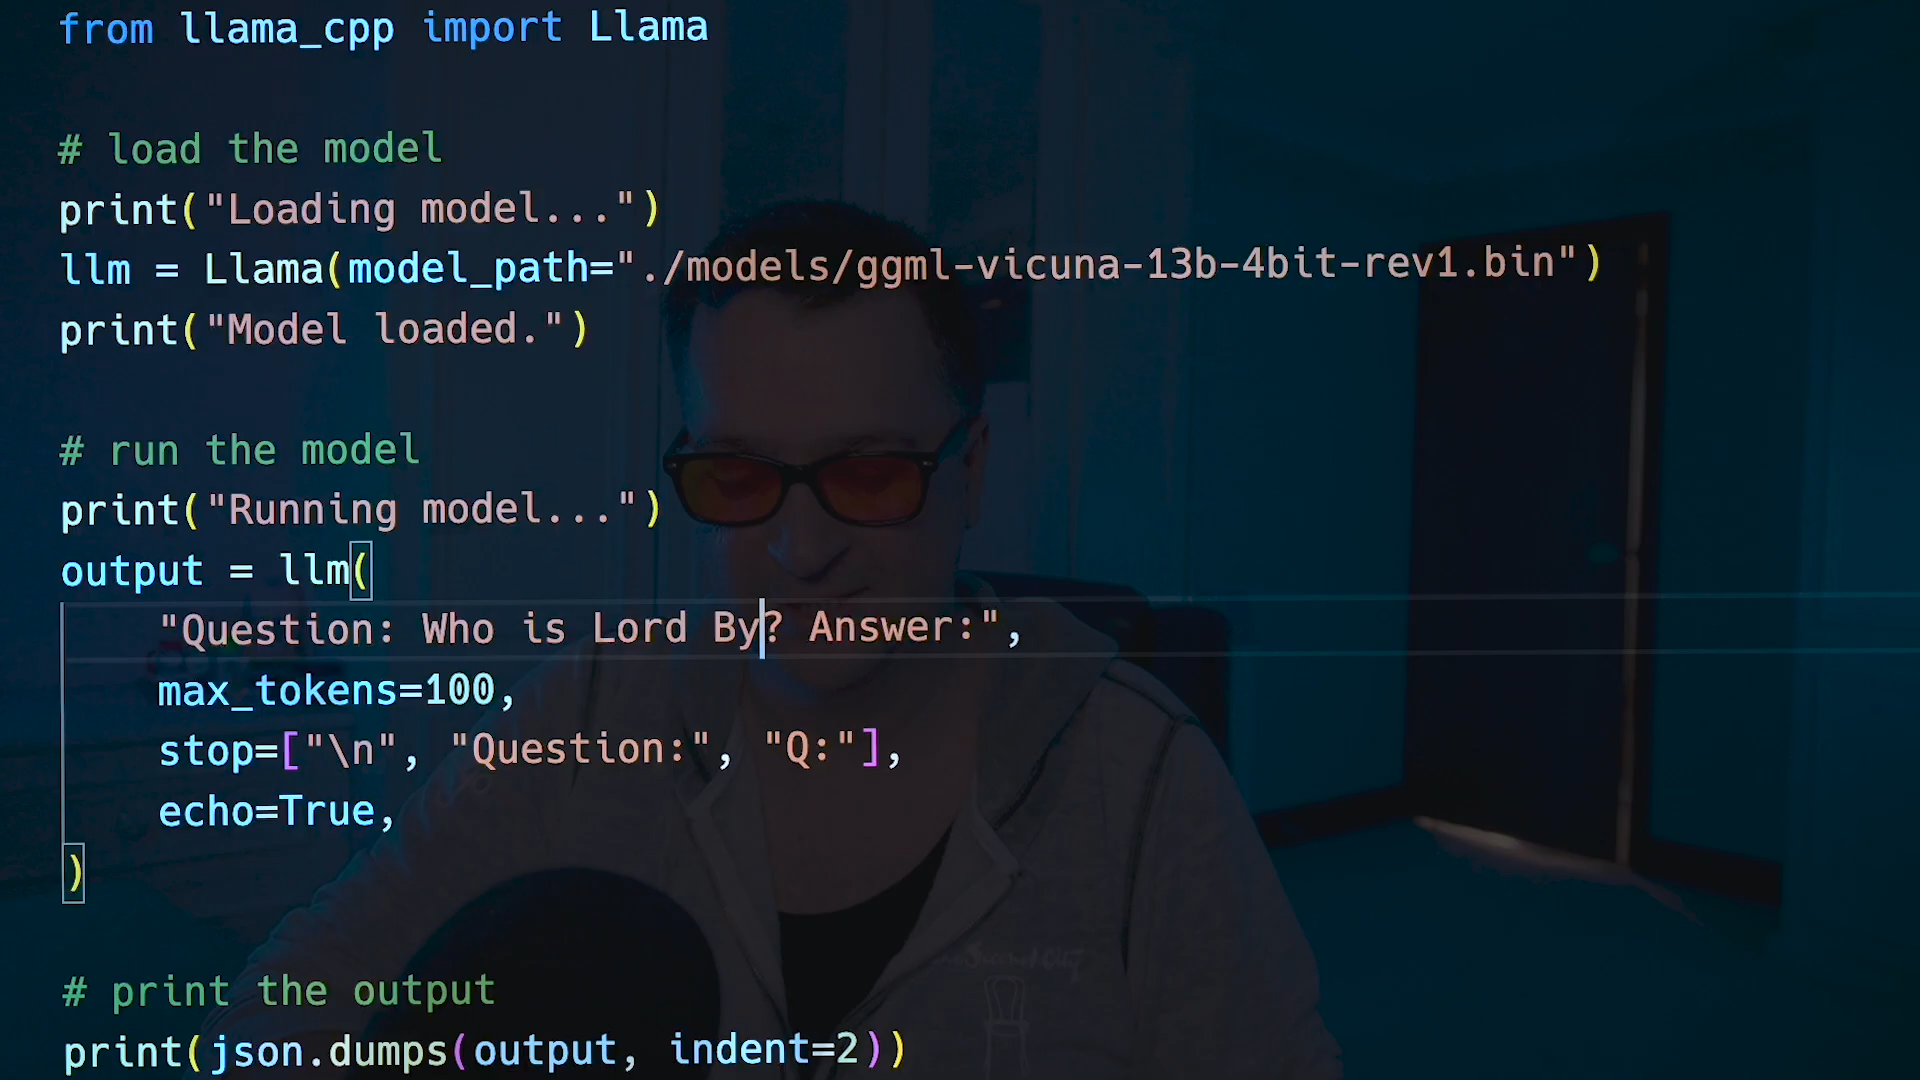 from llama_cpp import Llama
# load the model
print("Loading model...")
llm = Llama(model_path="./models/ggml-vicuna-13b-4bit-rev1.bin")
print("Model loaded.")
# run the model
print("Running model...")
output = llm(
"Question: Who is Lord By? Answer:",
max_tokens=100,
stop=["\n", "Question:", "Q:"],
echo=True,
)
# print the output
print(json.dumps(output, indent=2))
Second City